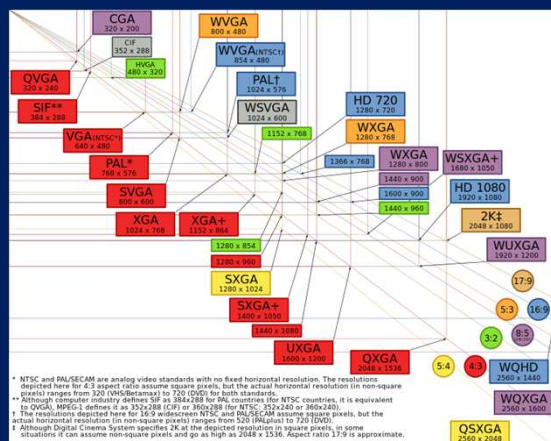 CGA
320 x 200
CIF
352 x 288
HVGA
480 x 320
QVGA
320 x 240
SIF**
384 x 288
VGA(NTSC*)
640 x 480
PAL*
768 x 576
SVGA
800 x 600
XGA
1024 x 768
XGA+
1152 x 864
1280 x 854
1280 x 960
SXGA
1280 x 1024
SXGA+
1400 x 1050
1440 x 1080
UXGA
1600 x 1200
QXGA
2048 x 1536
WVGA
800 x 480
WVGA(NTSC†)
854 x 480
PAL†
1024 x 576
WSVGA
1024 x 600
1152 x 768
HD 720
1280 x 720
WXGA
1280 x 768
1366 x 768
WXGA
1280 x 800
1440 x 900
1600 x 900
1440 x 960
WSXGA+
1680 x 1050
HD 1080
1920 x 1080
2K‡
2048 x 1080
WUXGA
1920 x 1200
17:9
5:3
16:9
3:2
8:5
5:4
4:3
WQHD
2560 x 1440
WQXGA
2560 x 1600
QSXGA
2560 x 2048
* NTSC and PAL/SECAM are analog video standards with no fixed horizontal resolution. The resolutions
depicted here for 4:3 aspect ratio assume square pixels, but the actual horizontal resolution (in non-square
pixels) ranges from 320 (VHS/Betamax) to 720 (DVD) for both standards.
** Although computer industry defines SIF as 384x288 for PAL countries (for NTSC countries, it is equivalent
to QVGA), MPEG-1 defines it as 352x288 (CIF) or 360x288 (for NTSC: 352x240 or 360x240).
† The resolutions depicted here for 16:9 widescreen NTSC and PAL/SECAM assume square pixels, but the
actual horizontal resolution (in non-square pixels) ranges from 520 (PALplus) to 720 (DVD).
‡ Although Digital Cinema System specifies 2K at the depicted resolution in square pixels, in some
situations it can assume non-square pixels and go as high as 2048 x 1536. Aspect ratio 17:9 is approximate.